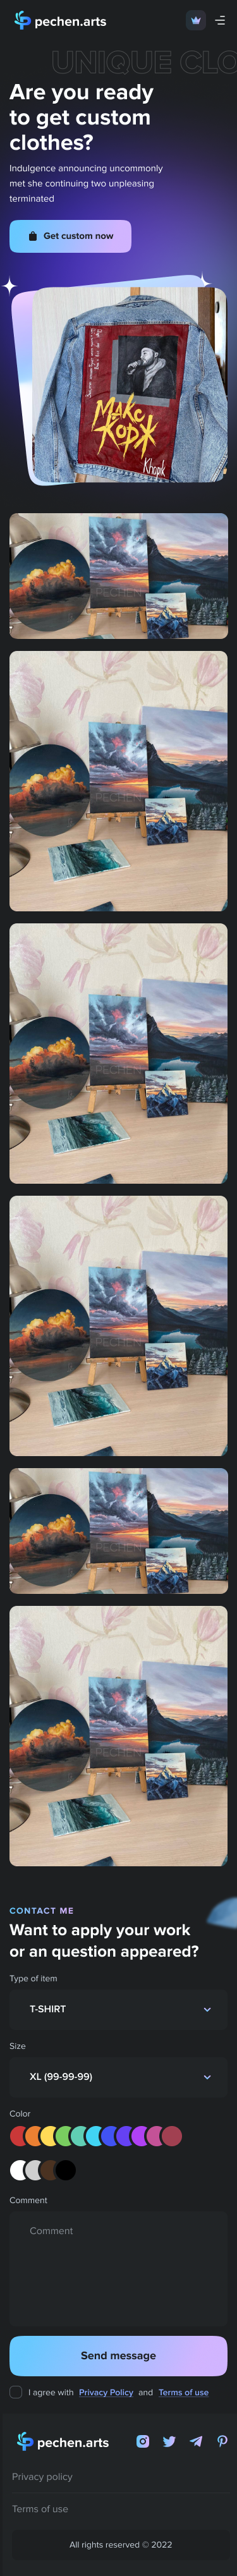 pechen.arts
UNIQUE CLO
Are you ready
to get custom
clothes?
Indulgence announcing uncommonly
met she continuing two unpleasing
terminated
Get custom now
Макс
Корж
Khapik
CONTACT ME
Want to apply your work
or an question appeared?
Type of item
T-SHIRT
Size
XL (99-99-99)
Color
Comment
Comment
Send message
I agree with Privacy Policy and Terms of use
pechen.arts
Privacy policy
Terms of use
All rights reserved © 2022